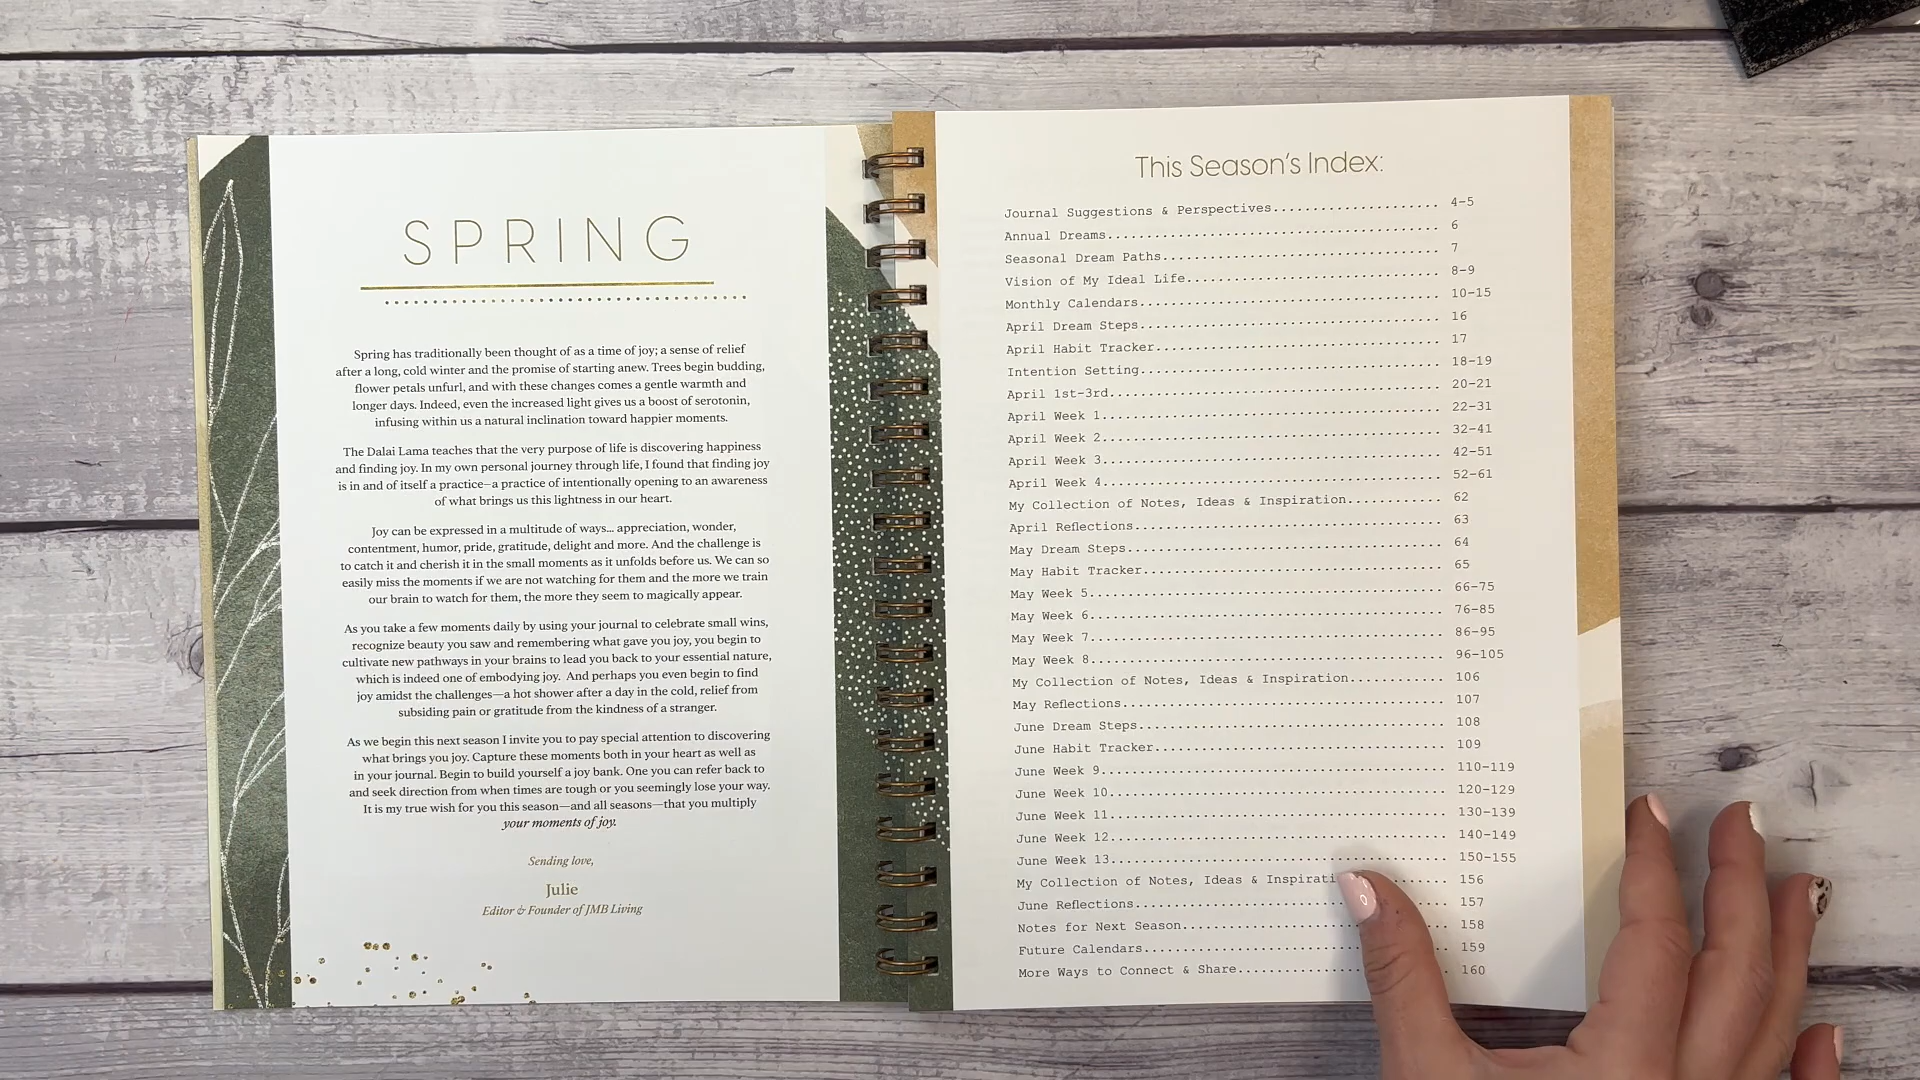 SPRING
Spring has traditionally been thought of as a time of joy; a sense of relief
after a long, cold winter and the promise of starting anew. Trees begin budding,
flower petals unfurl, and with these changes comes a gentle warmth and
longer days. Indeed, even the increased light gives us a boost of serotonin,
infusing within us a natural inclination toward happier moments.
The Dalai Lama teaches that the very purpose of life is discovering happiness
and finding joy. In my own personal journey through life, I found that finding joy
is in and of itself a practice—a practice of intentionally opening to an awareness
of what brings us this lightness in our heart.
Joy can be expressed in a multitude of ways... appreciation, wonder,
contentment, humor, pride, gratitude, delight and more. And the challenge is
to catch it and cherish it in the small moments as it unfolds before us. We can so
easily miss the moments if we are not watching for them and the more we train
our brain to watch for them, the more they seem to magically appear.
As you take a few moments daily by using your journal to celebrate small wins,
recognize beauty you saw and remembering what gave you joy, you begin to
cultivate new pathways in your brains to lead you back to your essential nature,
which is indeed one of embodying joy. And perhaps you even begin to find
joy amidst the challenges—a hot shower after a day in the cold, relief from
subsiding pain or gratitude from the kindness of a stranger.
As we begin this next season I invite you to pay special attention to discovering
what brings you joy. Capture these moments both in your heart as well as
in your journal. Begin to build yourself a joy bank. One you can refer back to
and seek direction from when times are tough or you seemingly lose your way.
It is my true wish for you this season—and all seasons—that you multiply
your moments of joy.
Sending love,
Julie
Editor & Founder of JMB Living
This Season's Index:
Journal Suggestions & Perspectives..................... 4-5
Annual Dreams......................................... 6
Seasonal Dream Paths.................................. 7
Vision of My Ideal Life............................... 8-9
Monthly Calendars..................................... 10-15
April Dream Steps..................................... 16
April Habit Tracker................................... 17
Intention Setting..................................... 18-19
April 1st-3rd......................................... 20-21
April Week 1.......................................... 22-31
April Week 2.......................................... 32-41
April Week 3.......................................... 42-51
April Week 4.......................................... 52-61
My Collection of Notes, Ideas & Inspiration............ 62
April Reflections..................................... 63
May Dream Steps....................................... 64
May Habit Tracker..................................... 65
May Week 5............................................ 66-75
May Week 6............................................ 76-85
May Week 7............................................ 86-95
May Week 8............................................ 96-105
My Collection of Notes, Ideas & Inspiration............ 106
May Reflections....................................... 107
June Dream Steps...................................... 108
June Habit Tracker.................................... 109
June Week 9........................................... 110-119
June Week 10.......................................... 120-129
June Week 11.......................................... 130-139
June Week 12.......................................... 140-149
June Week 13.......................................... 150-155
My Collection of Notes, Ideas & Inspirati....... 156
June Reflections...................................... 157
Notes for Next Season................................. 158
Future Calendars...................................... 159
More Ways to Connect & Share.......................... 160